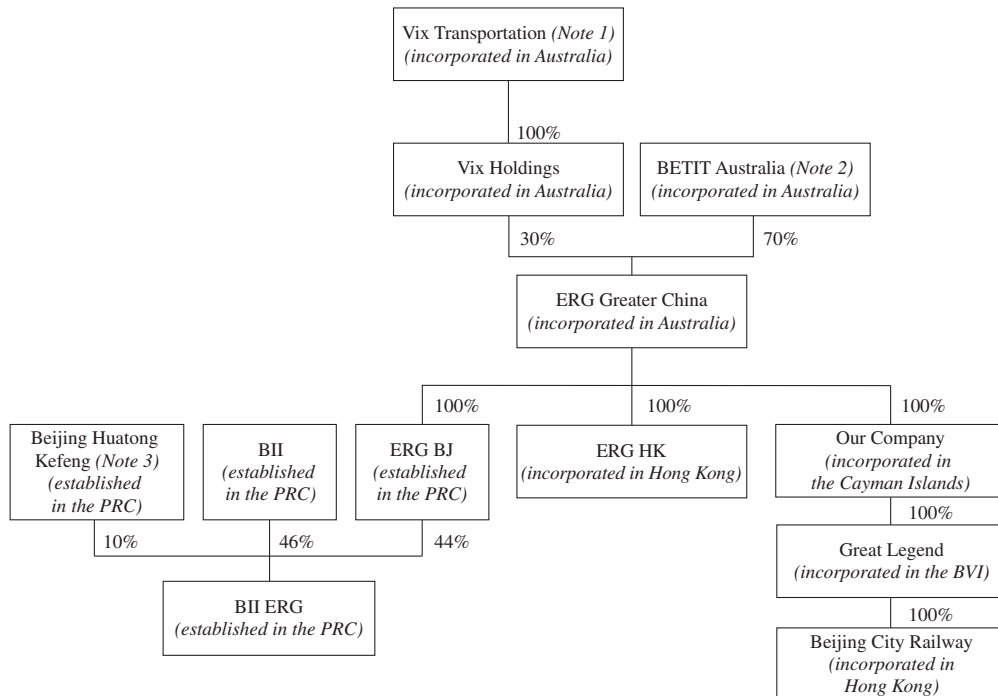 Vix Transportation (Note 1)
(incorporated in Australia)
100%
Vix Holdings
(incorporated in Australia)
BETIT Australia (Note 2)
(incorporated in Australia)
30%
70%
ERG Greater China
(incorporated in Australia)
100%
100%
100%
Beijing Huatong
Kefeng (Note 3)
(established
in the PRC)
BII
(established
in the PRC)
ERG BJ
(established
in the PRC)
ERG HK
(incorporated in Hong Kong)
Our Company
(incorporated in
the Cayman Islands)
10%
46%
44%
100%
BII ERG
(established in the PRC)
Great Legend
(incorporated in the BVI)
100%
Beijing City Railway
(incorporated in
Hong Kong)